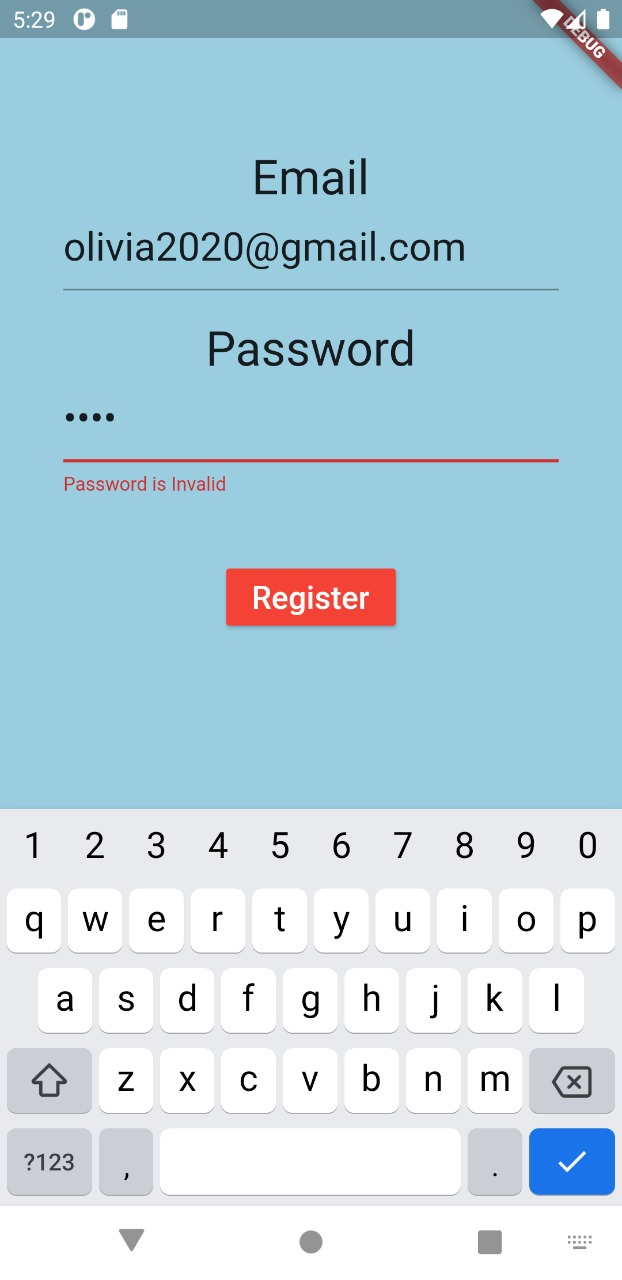 5:29
DEBUG
Email
olivia2020@gmail.com
Password
••••
Password is Invalid
Register
1 2 3 4 5 6 7 8 9 0
q w e r t y u i o p
a s d f g h j k l
z x c v b n m
?123 , .